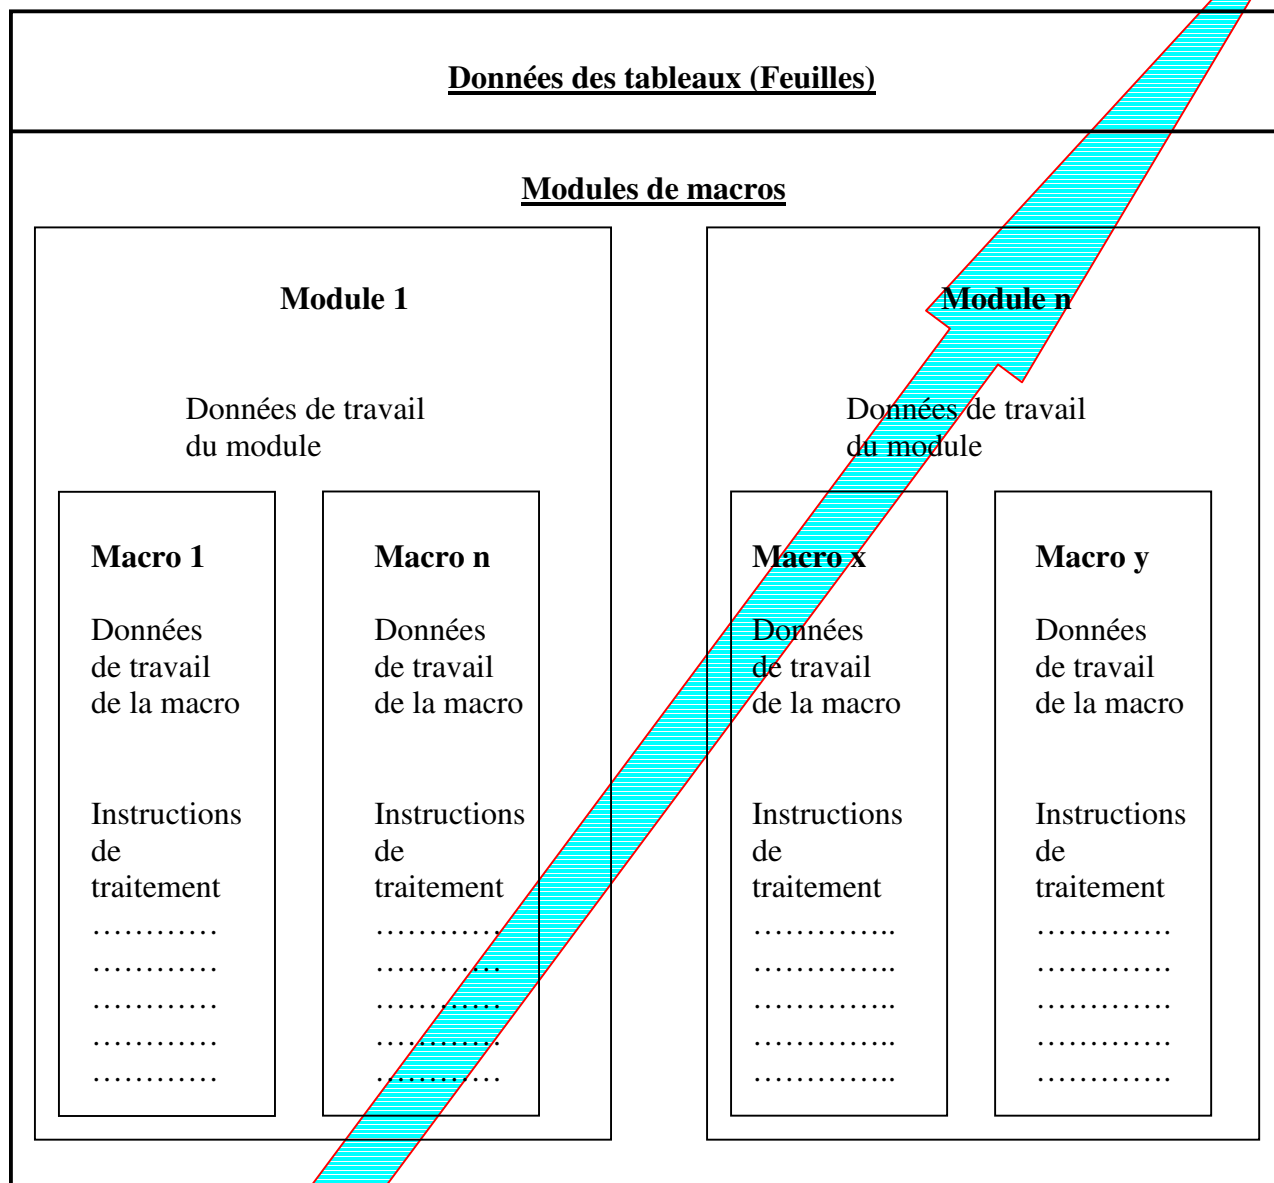 Données des tableaux (Feuilles)
Modules de macros
Module 1
Données de travail
du module
Macro 1
Données
de travail
de la macro
Instructions
de
traitement
…………
…………
…………
…………
…………
Macro n
Données
de travail
de la macro
Instructions
de
traitement
…………
…………
…………
…………
…………
Module n
Données de travail
du module
Macro x
Données
de travail
de la macro
Instructions
de
traitement
…………..
…………..
…………..
…………..
…………..
Macro y
Données
de travail
de la macro
Instructions
de
traitement
………….
………….
………….
………….
………….